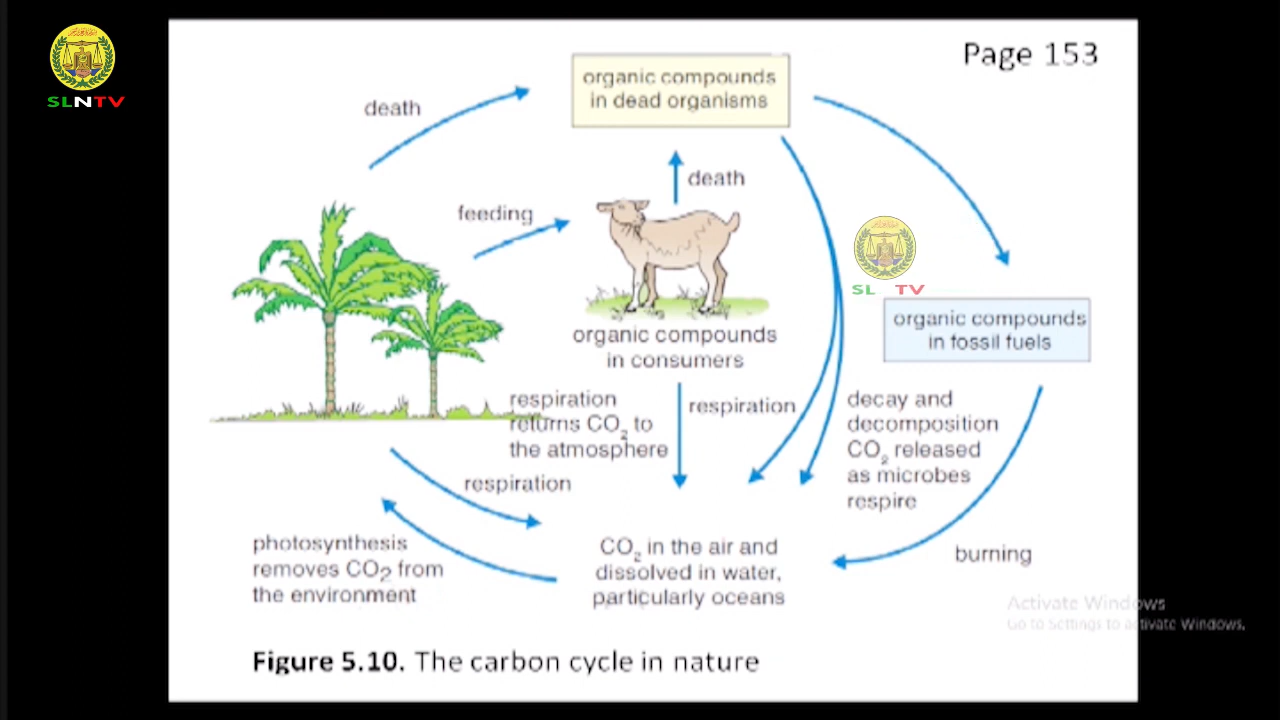 SLNTV
Page 153
organic compounds
in dead organisms
death
death
feeding
SL TV
organic compounds
in fossil fuels
organic compounds
in consumers
respiration
returns CO₂ to
the atmosphere
respiration
decay and
decomposition
CO₂ released
as microbes
respire
respiration
photosynthesis
removes CO2 from
the environment
CO₂ in the air and
dissolved in water,
particularly oceans
burning
Activate Windows
Go to Settings to activate Windows.
Figure 5.10. The carbon cycle in nature